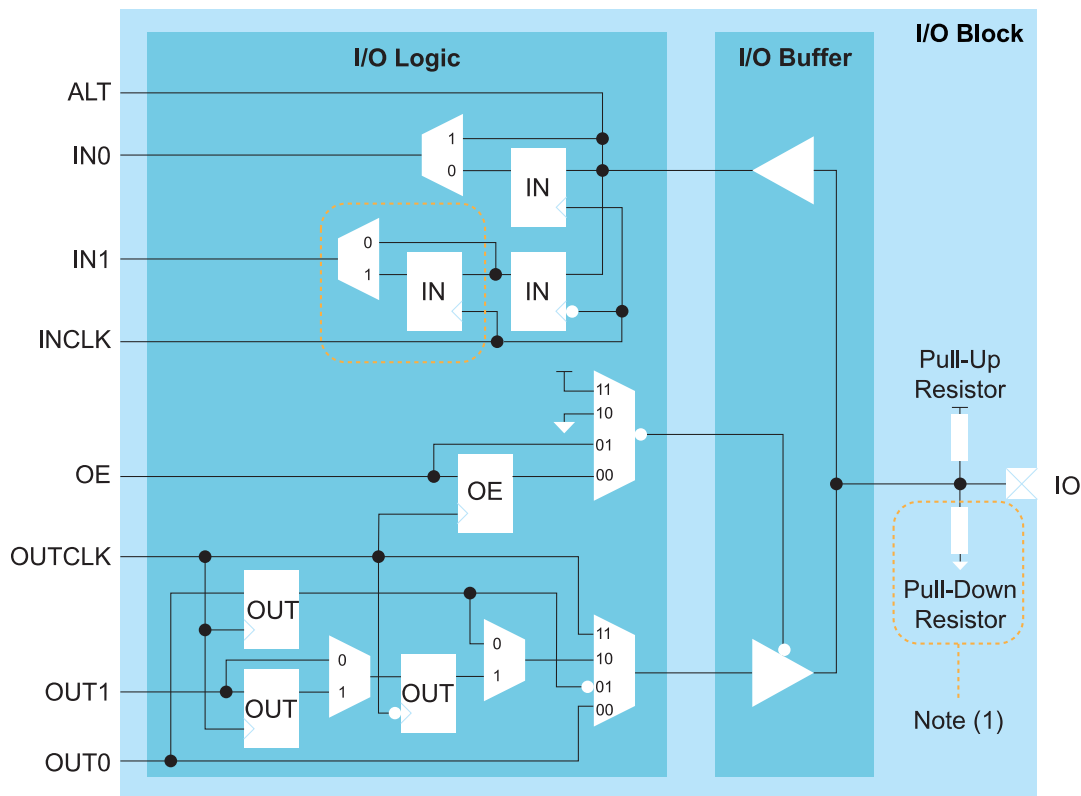 I/O Block
I/O Logic
I/O Buffer
ALT
1
IN0
0
IN
0
IN1
1
IN
IN
INCLK
Pull-Up
Resistor
11
10
01
OE
00
OE
IO
OUTCLK
Pull-Down
Resistor
OUT
11
0
10
0
1
01
OUT1
1
OUT
00
OUT
Note (1)
OUT0